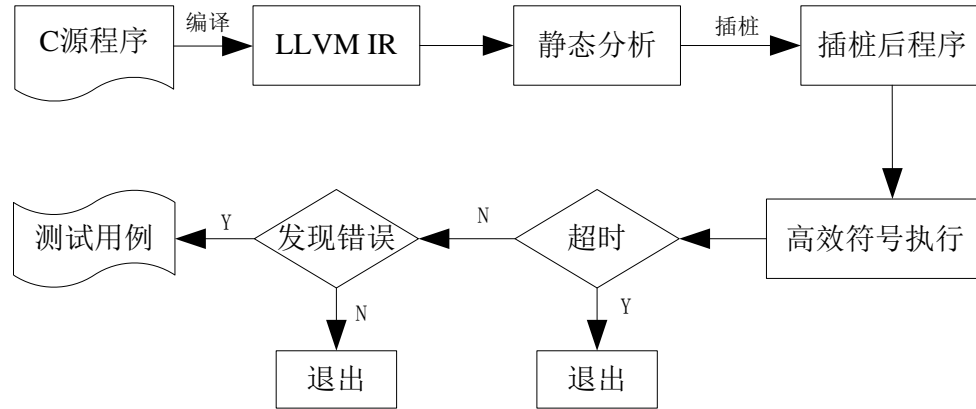 C源程序
编译
LLVM IR
静态分析
插桩
插桩后程序
测试用例
Y
发现错误
N
超时
高效符号执行
N
Y
退出
退出